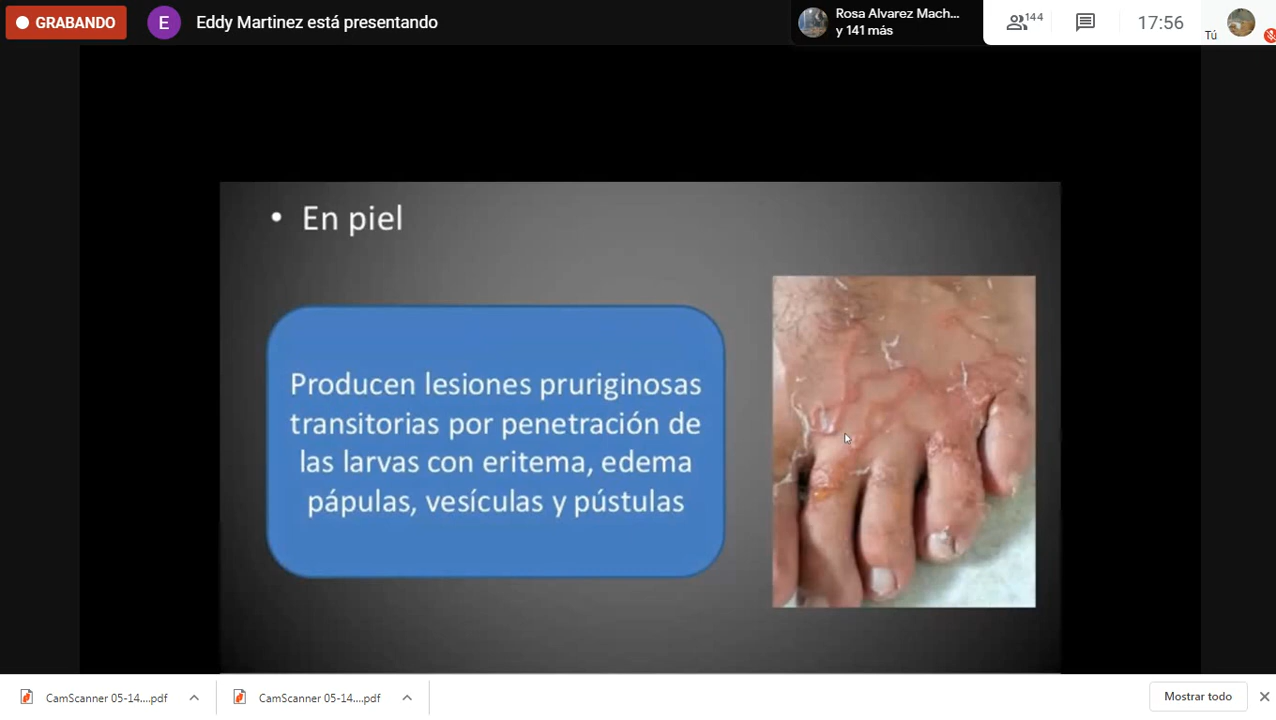 GRABANDO
E
Eddy Martinez está presentando
Rosa Alvarez Mach...
y 141 más
144
17:56
Tú
• En piel
Producen lesiones pruriginosas
transitorias por penetración de
las larvas con eritema, edema
pápulas, vesículas y pústulas
CamScanner 05-14....pdf
CamScanner 05-14....pdf
Mostrar todo